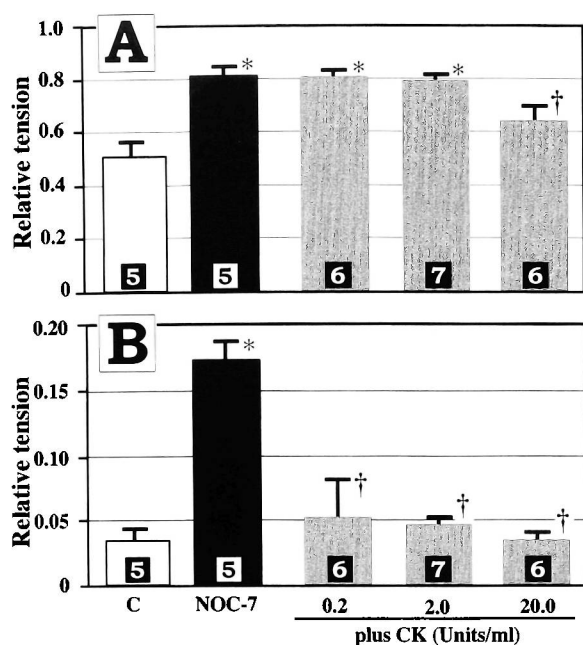 A
Relative tension
1.0
0.8
0.6
0.4
0.2
0
* * * †
5 5 6 7 6
B
Relative tension
0.20
0.15
0.10
0.05
0
* † † †
5 5 6 7 6
C NOC-7 0.2 2.0 20.0
plus CK (Units/ml)